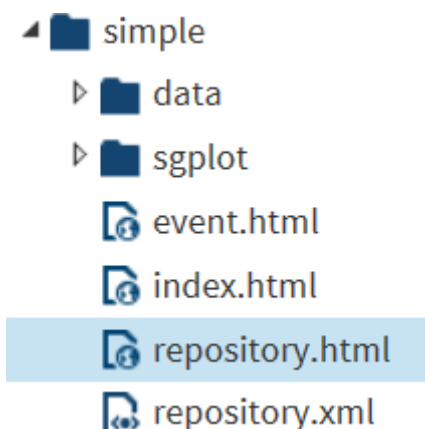 simple
data
sgplot
event.html
index.html
repository.html
repository.xml